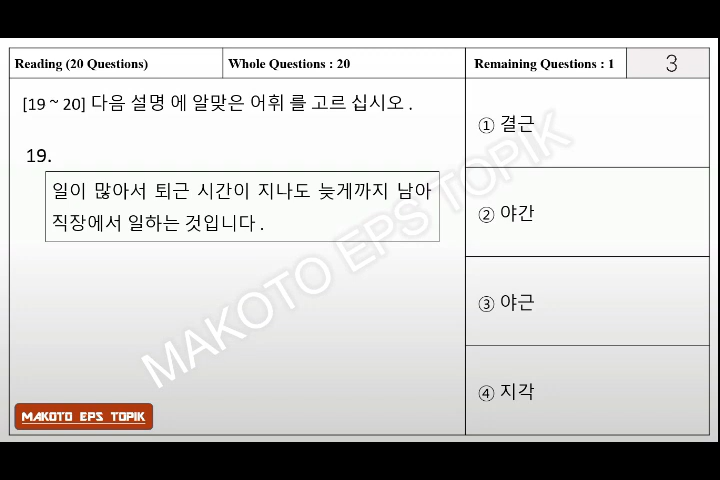 Reading (20 Questions)
Whole Questions : 20
Remaining Questions : 1
3
[19 ~ 20] 다음 설명 에 알맞은 어휘 를 고르 십시오 .
19.
일이 많아서 퇴근 시간이 지나도 늦게까지 남아
직장에서 일하는 것입니다 .
① 결근
② 야간
③ 야근
④ 지각
MAKOTO EPS TOPIK
MAKOTO EPS TOPIK